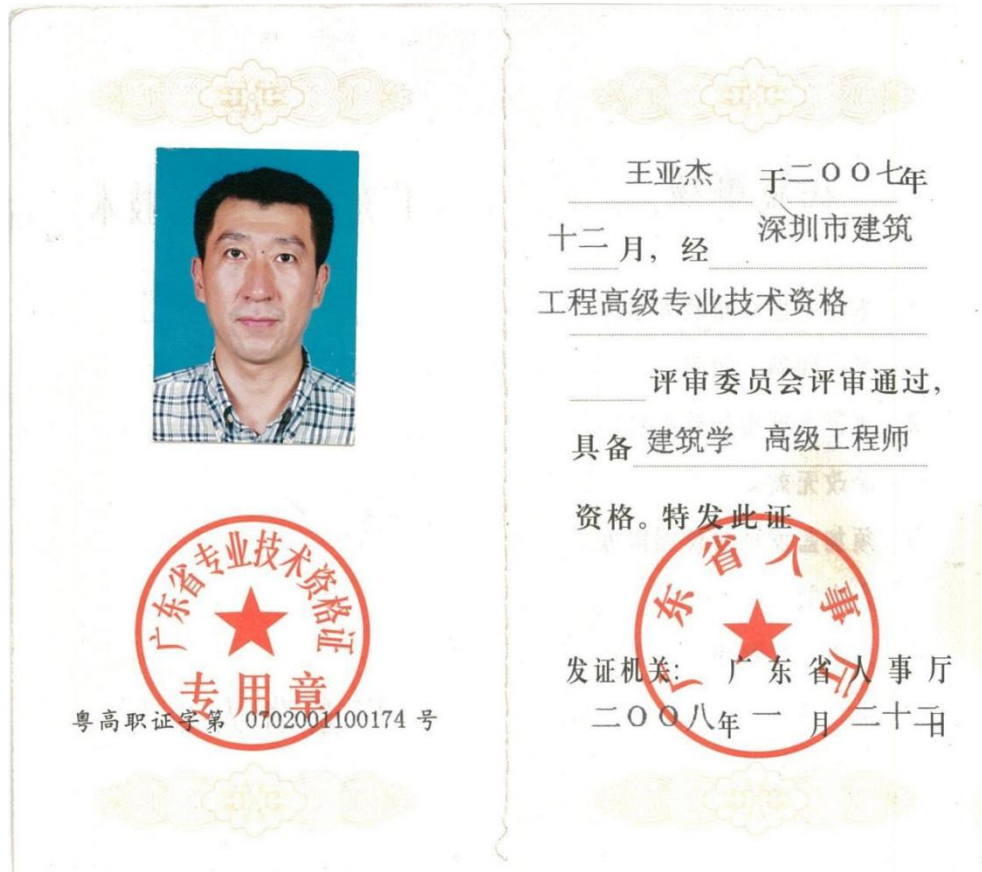 广东省专业技术资格证
专用章
粤高职证字第 0702001100174 号
王亚杰 于二〇〇七年
十二月，经 深圳市建筑
工程高级专业技术资格
评审委员会评审通过，
具备 建筑学 高级工程师
资格。特发此证
广东省人事厅
发证机关： 广东省人事厅
二〇〇八年 一 月 二十二日